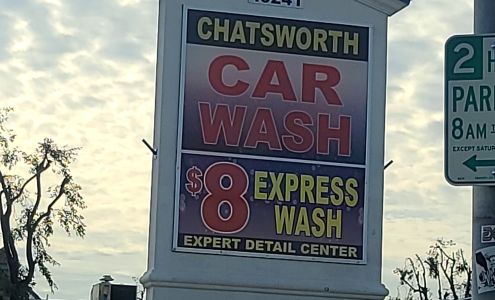 CHATSWORTH
CAR
WASH
$8 EXPRESS
WASH
EXPERT DETAIL CENTER
2 H
PAR
8AM
EXCEPT SATUR